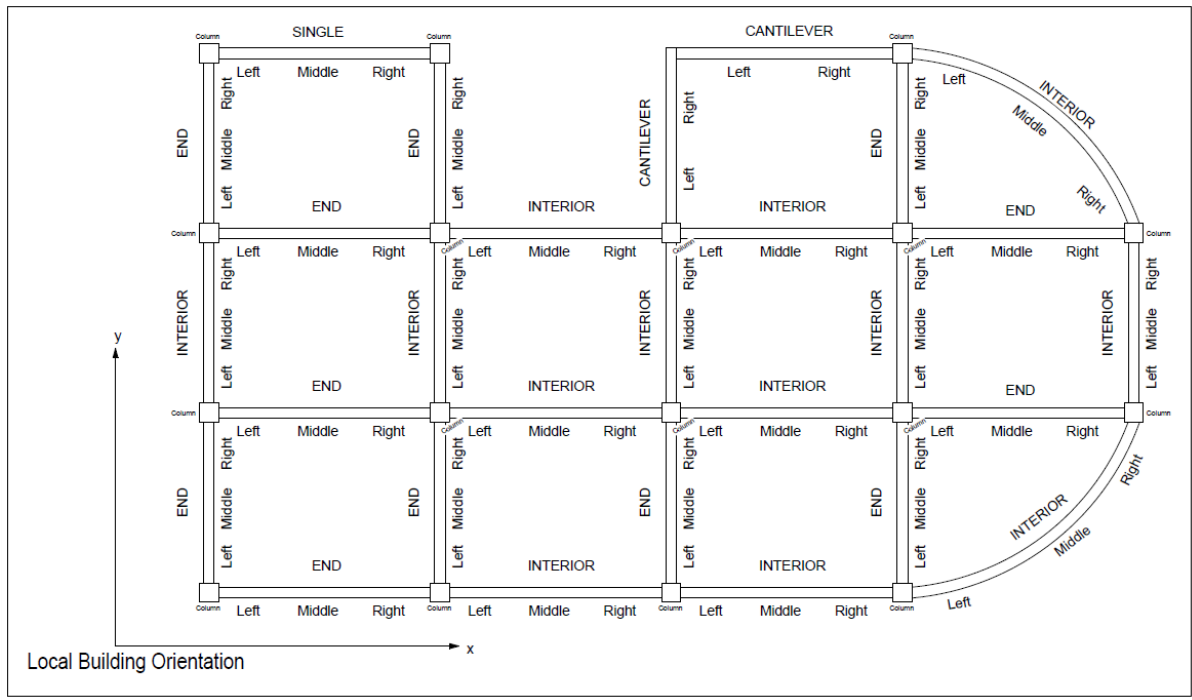 SINGLE
CANTILEVER
Column
Column
Column
Left Middle Right
Left Right
Left
INTERIOR
Middle
Right
END
Right
Middle
Left
END
Right
Middle
Left
CANTILEVER
Right
Left
END
Right
Middle
Left
END
INTERIOR
INTERIOR
END
Column
Column
Column
Column
Column
Left Middle Right
Left Middle Right
Left Middle Right
Left Middle Right
INTERIOR
Right
Middle
Left
INTERIOR
Right
Middle
Left
INTERIOR
Right
Middle
Left
INTERIOR
Right
Middle
Left
INTERIOR
Right
Middle
Left
END
INTERIOR
INTERIOR
END
Column
Column
Column
Column
Column
Left Middle Right
Left Middle Right
Left Middle Right
Left Middle Right
END
Right
Middle
Left
END
Right
Middle
Left
END
Right
Middle
Left
END
Right
Middle
Left
INTERIOR
Right
Middle
Left
END
INTERIOR
INTERIOR
Column
Column
Column
Column
Left Middle Right
Left Middle Right
Left Middle Right
y
x
Local Building Orientation